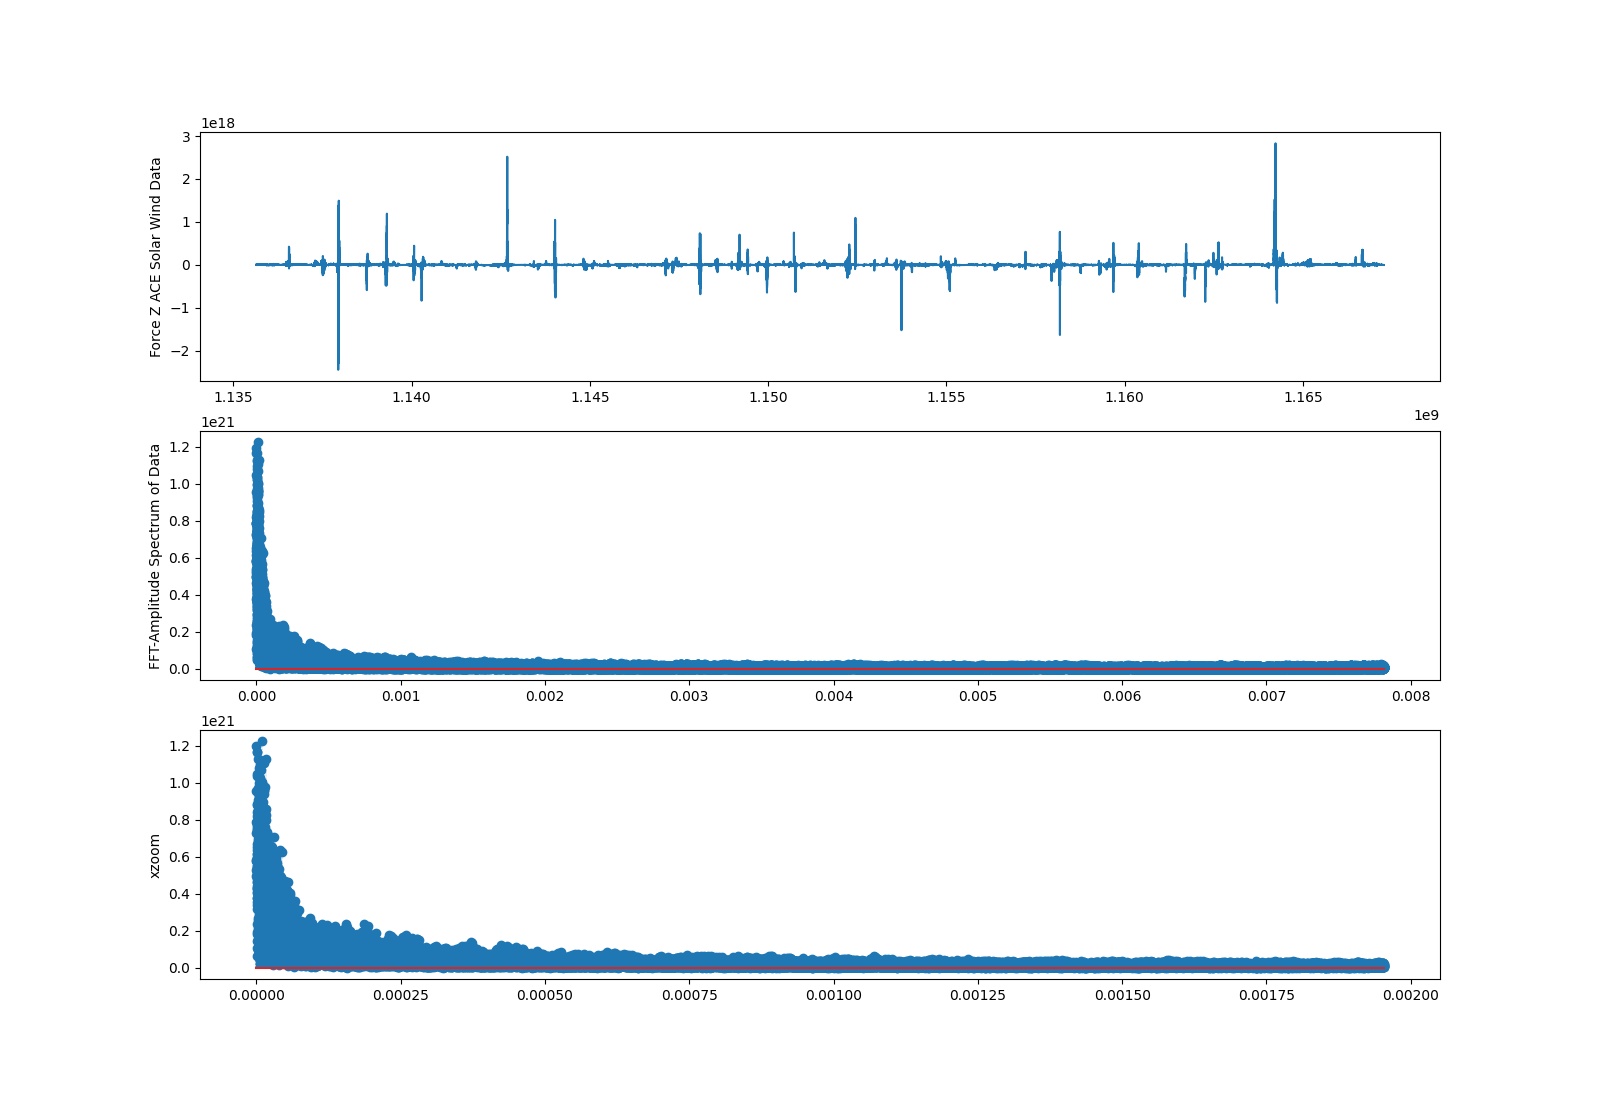 1e18
Force Z ACE Solar Wind Data
3
2
1
0
−1
−2
1.135 1.140 1.145 1.150 1.155 1.160 1.165
1e9
1e21
FFT-Amplitude Spectrum of Data
1.2
1.0
0.8
0.6
0.4
0.2
0.0
0.000 0.001 0.002 0.003 0.004 0.005 0.006 0.007 0.008
1e21
xzoom
1.2
1.0
0.8
0.6
0.4
0.2
0.0
0.00000 0.00025 0.00050 0.00075 0.00100 0.00125 0.00150 0.00175 0.00200